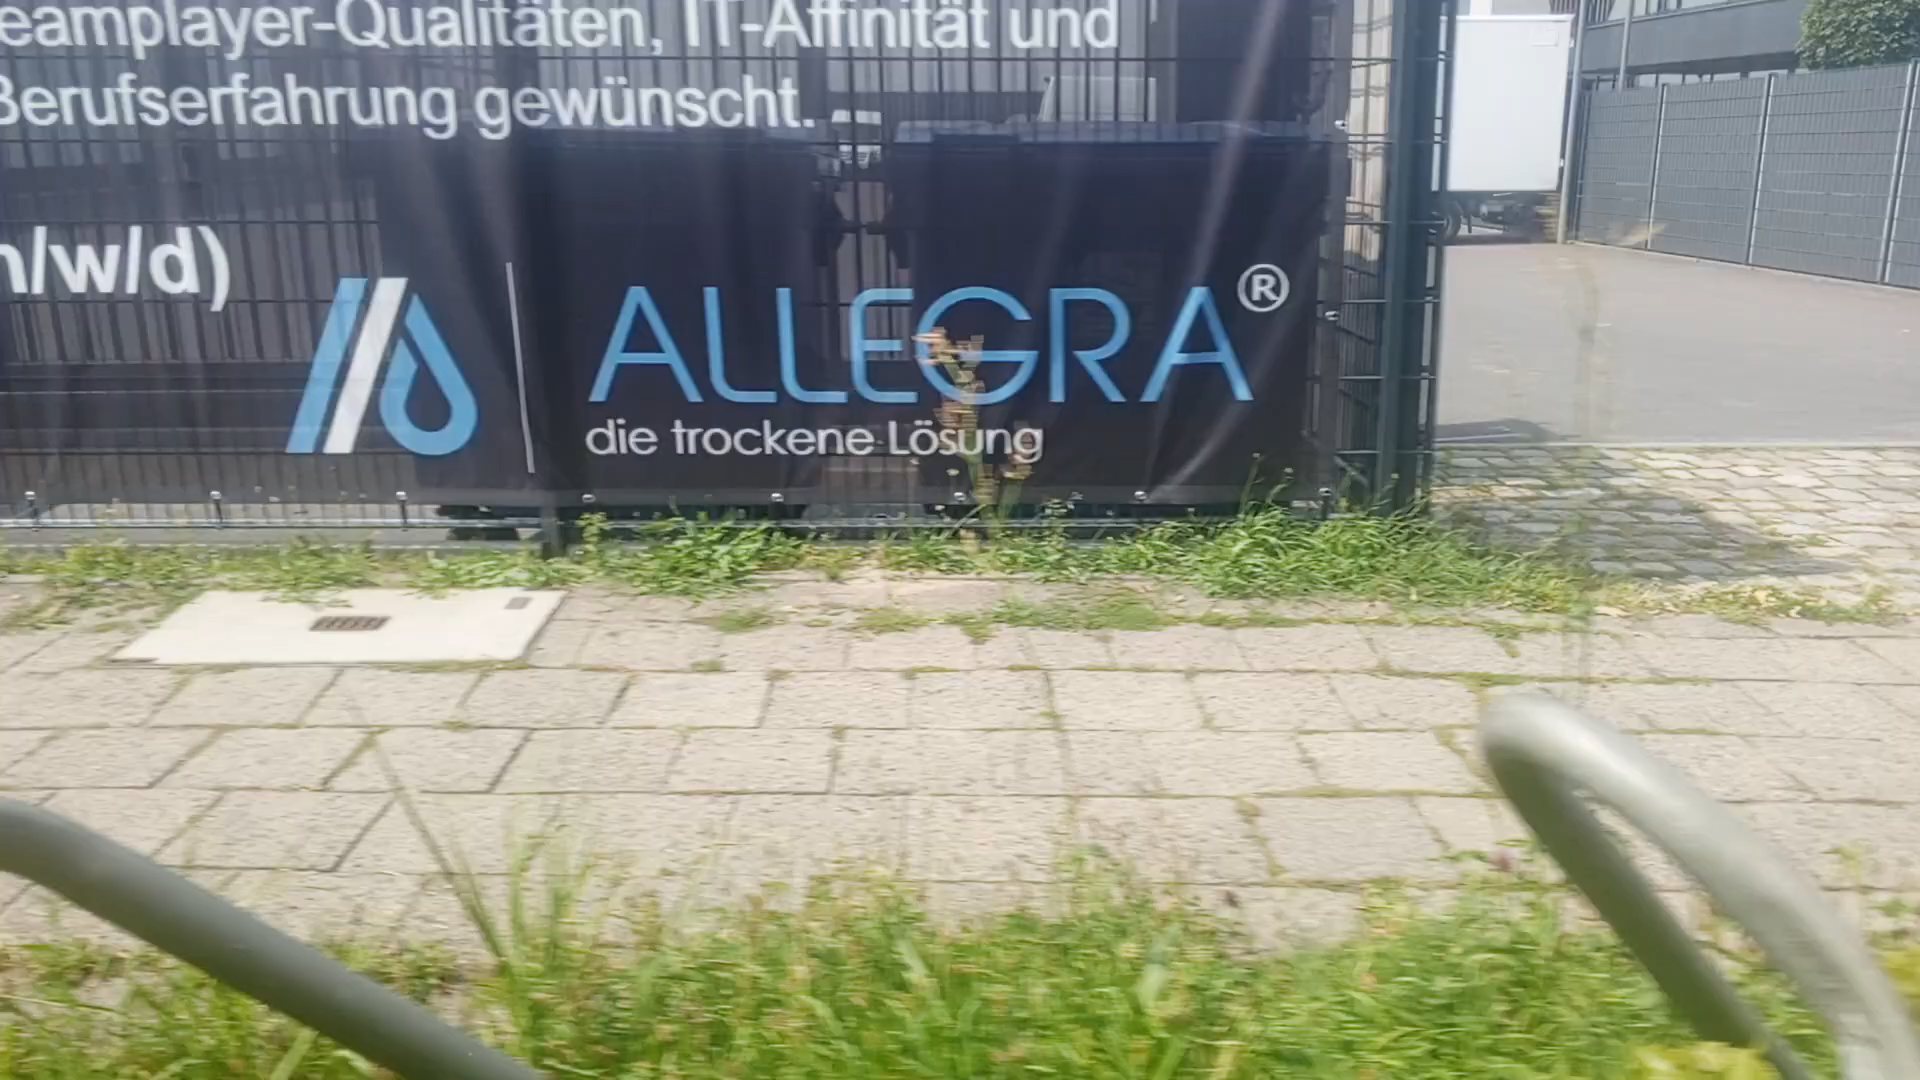 eamplayer-Qualitäten, IT-Affinität und
Berufserfahrung gewünscht.
/w/d)
ALLEGRA®
die trockene Lösung